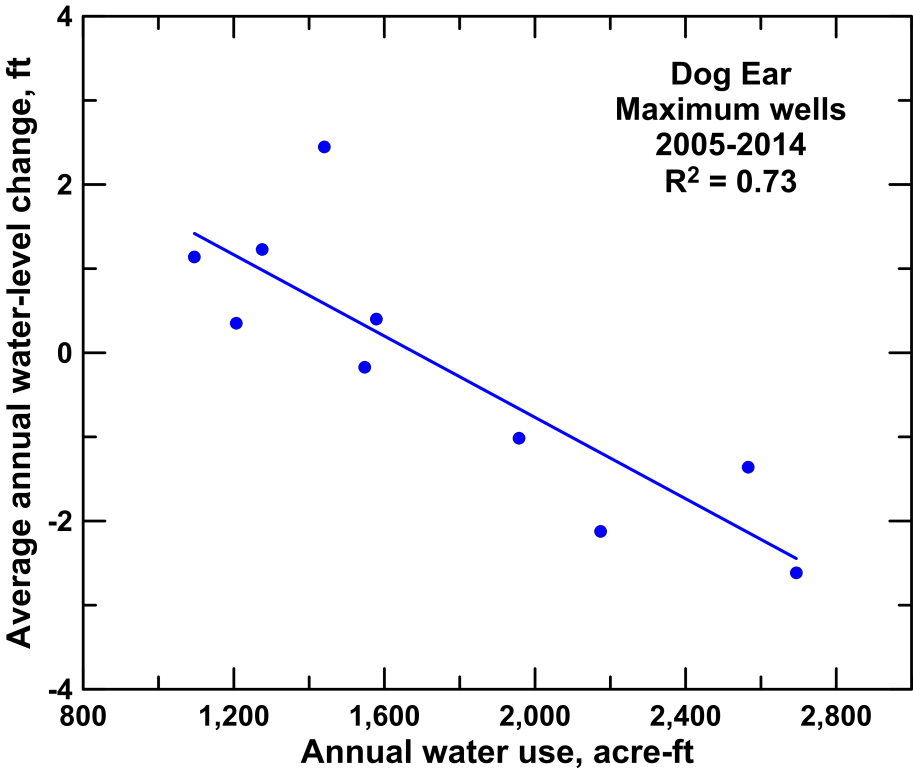 Average annual water-level change, ft
4
2
0
-2
-4
Dog Ear
Maximum wells
2005-2014
R² = 0.73
800 1,200 1,600 2,000 2,400 2,800
Annual water use, acre-ft